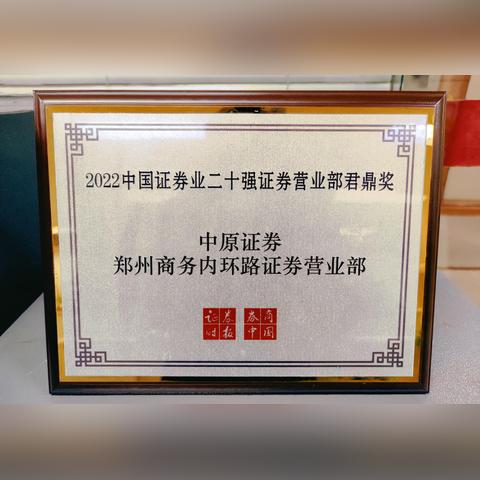 2022中国证券业二十强证券营业部君鼎奖
中原证券
郑州商务内环路证券营业部
证券 券商
时报 中国